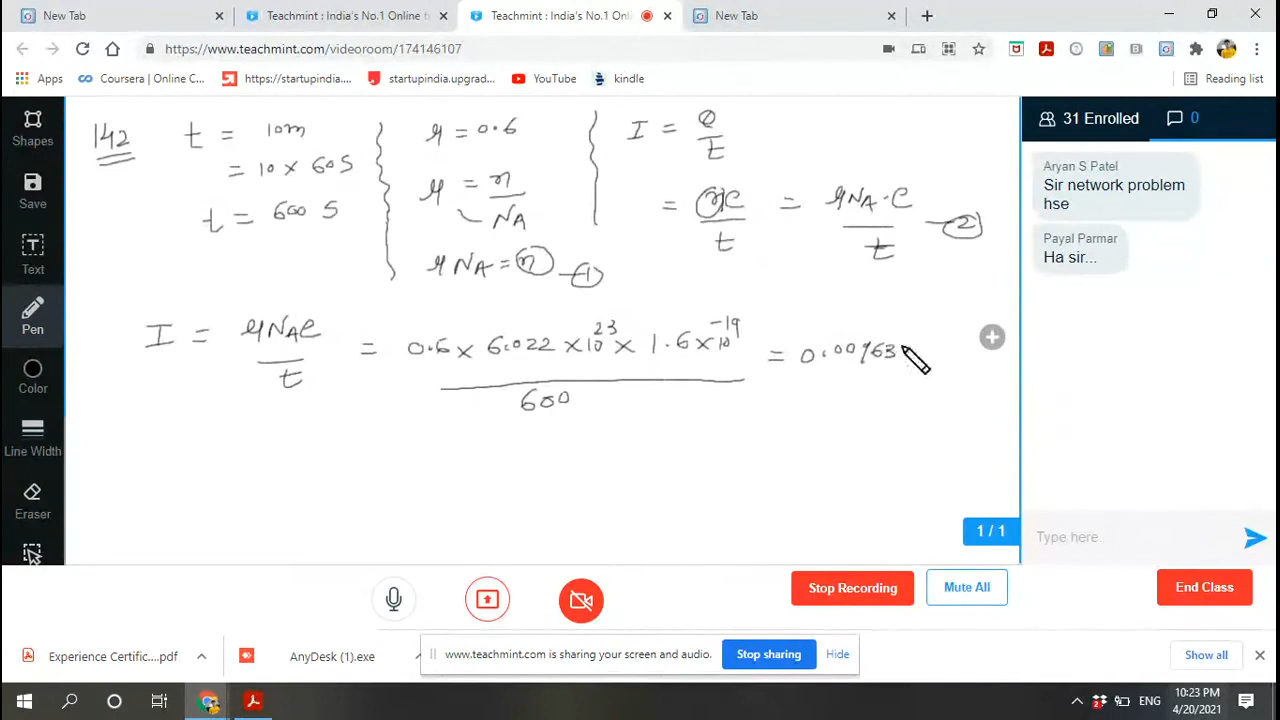 New Tab
Teachmint: India's No.1 Online t
Teachmint: India's No.1 Onl
New Tab
https://www.teachmint.com/videoroom/174146107
Apps
Coursera | Online C...
https://startupindia....
startupindia.upgrad...
YouTube
kindle
Reading list
Shapes
Save
Text
Pen
Color
Line Width
Eraser
142
t = 10m
= 10 × 60 S
t = 600 S
μ = 0.6
μ = n / NA
μ NA = n —①
I = Q / t
= ne / t = μNA·e / t —②
I = μNAe / t = 0.6 × 6.022 × 10^23 × 1.6 × 10^-19 / 600 = 0.00963
1 / 1
31 Enrolled
0
Aryan S Patel
Sir network problem
hse
Payal Parmar
Ha sir...
Type here
Stop Recording
Mute All
End Class
Experience Certific....pdf
AnyDesk (1).exe
www.teachmint.com is sharing your screen and audio.
Stop sharing
Hide
Show all
ENG
10:23 PM
4/20/2021
2